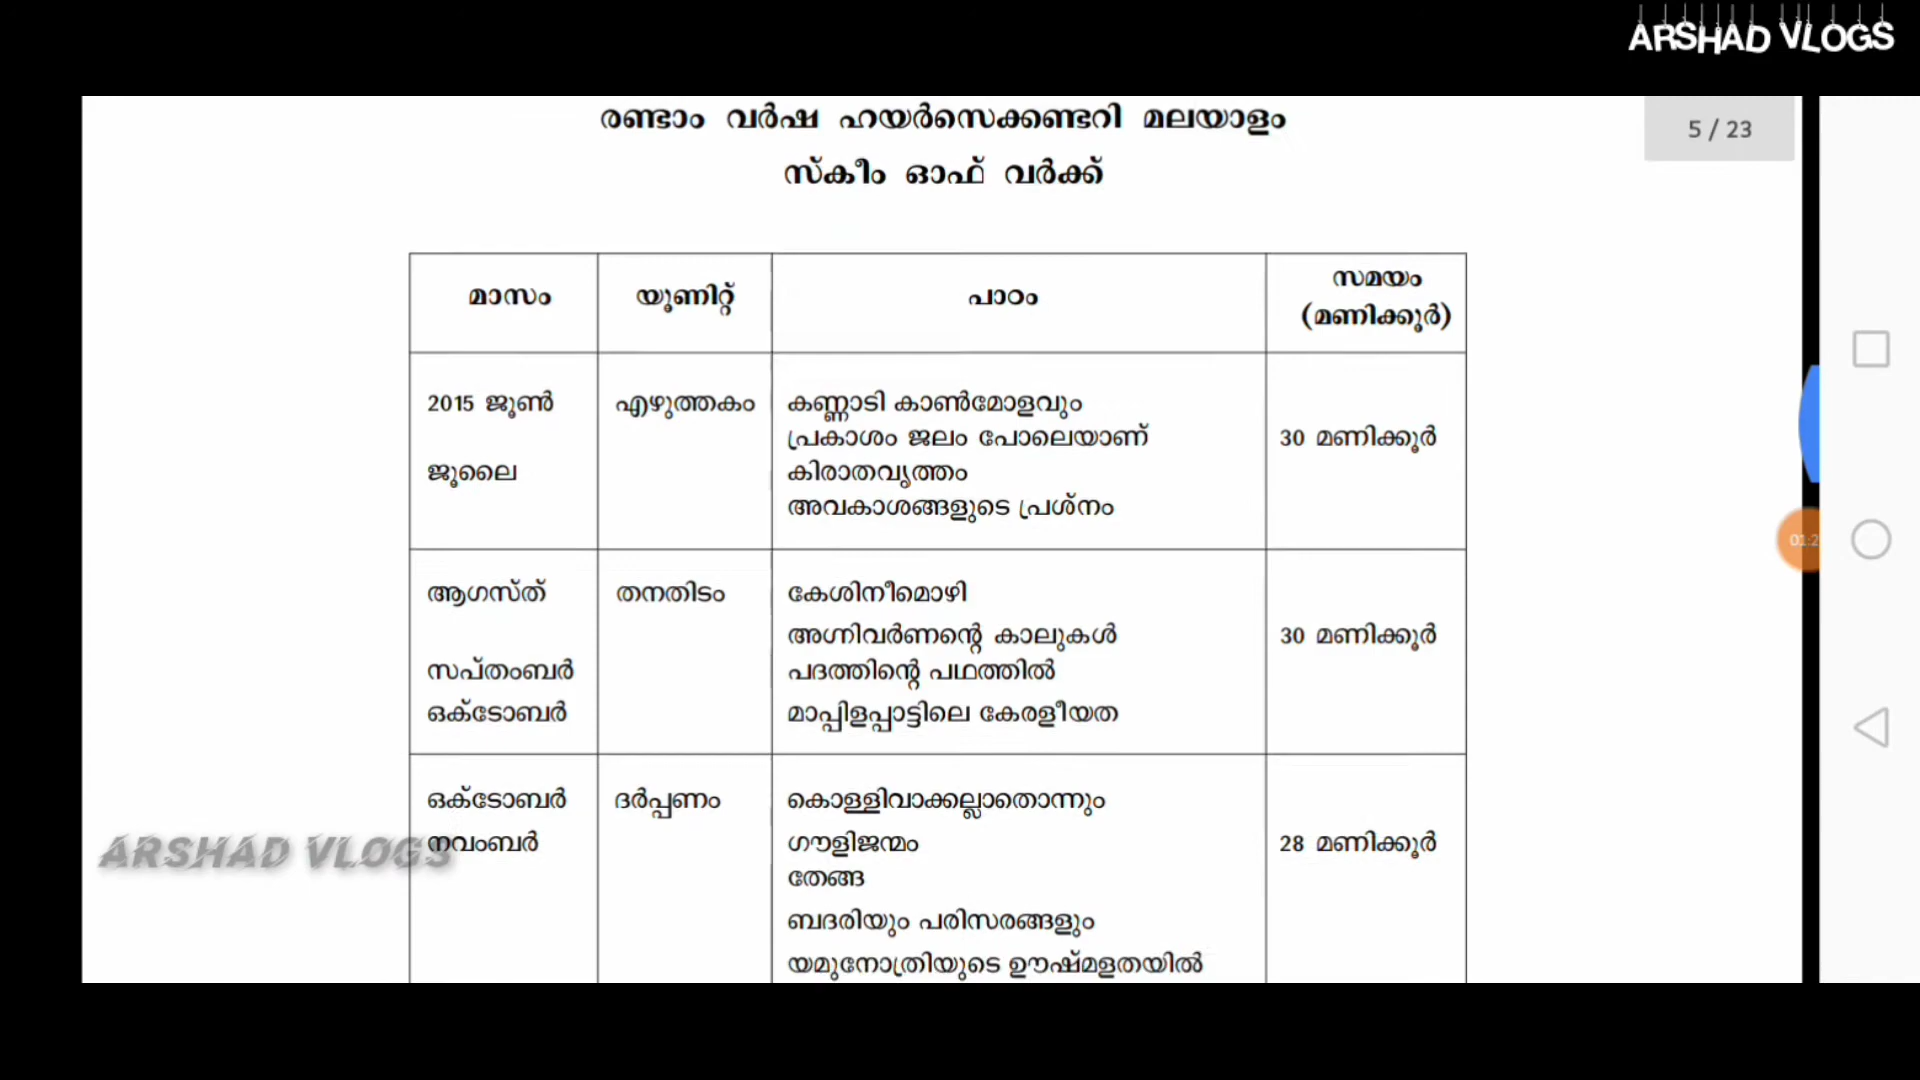 ARSHAD VLOGS
രണ്ടാം വർഷ ഹയർസെക്കണ്ടറി മലയാളം
5 / 23
സ്കീം ഓഫ് വർക്ക്
മാസം യൂണിറ്റ് പാഠം സമയം (മണിക്കൂർ)
2015 ജൂൺ എഴുത്തകം കണ്ണാടി കാൺമോളവും
പ്രകാശം ജലം പോലെയാണ് 30 മണിക്കൂർ
ജൂലൈ കിരാതവൃത്തം
അവകാശങ്ങളുടെ പ്രശ്നം
01:2
ആഗസ്ത് തനതിടം കേശിനീമൊഴി
അഗ്നിവർണന്റെ കാലുകൾ 30 മണിക്കൂർ
സപ്തംബർ പദത്തിന്റെ പഥത്തിൽ
ഒക്ടോബർ മാപ്പിളപ്പാട്ടിലെ കേരളീയത
ഒക്ടോബർ ദർപ്പണം കൊള്ളിവാക്കല്ലാതൊന്നും
ARSHAD VLOGS
നവംബർ ഗൗളിജന്മം 28 മണിക്കൂർ
തേങ്ങ
ബദരിയും പരിസരങ്ങളും
യമുനോത്രിയുടെ ഊഷ്മളതയിൽ